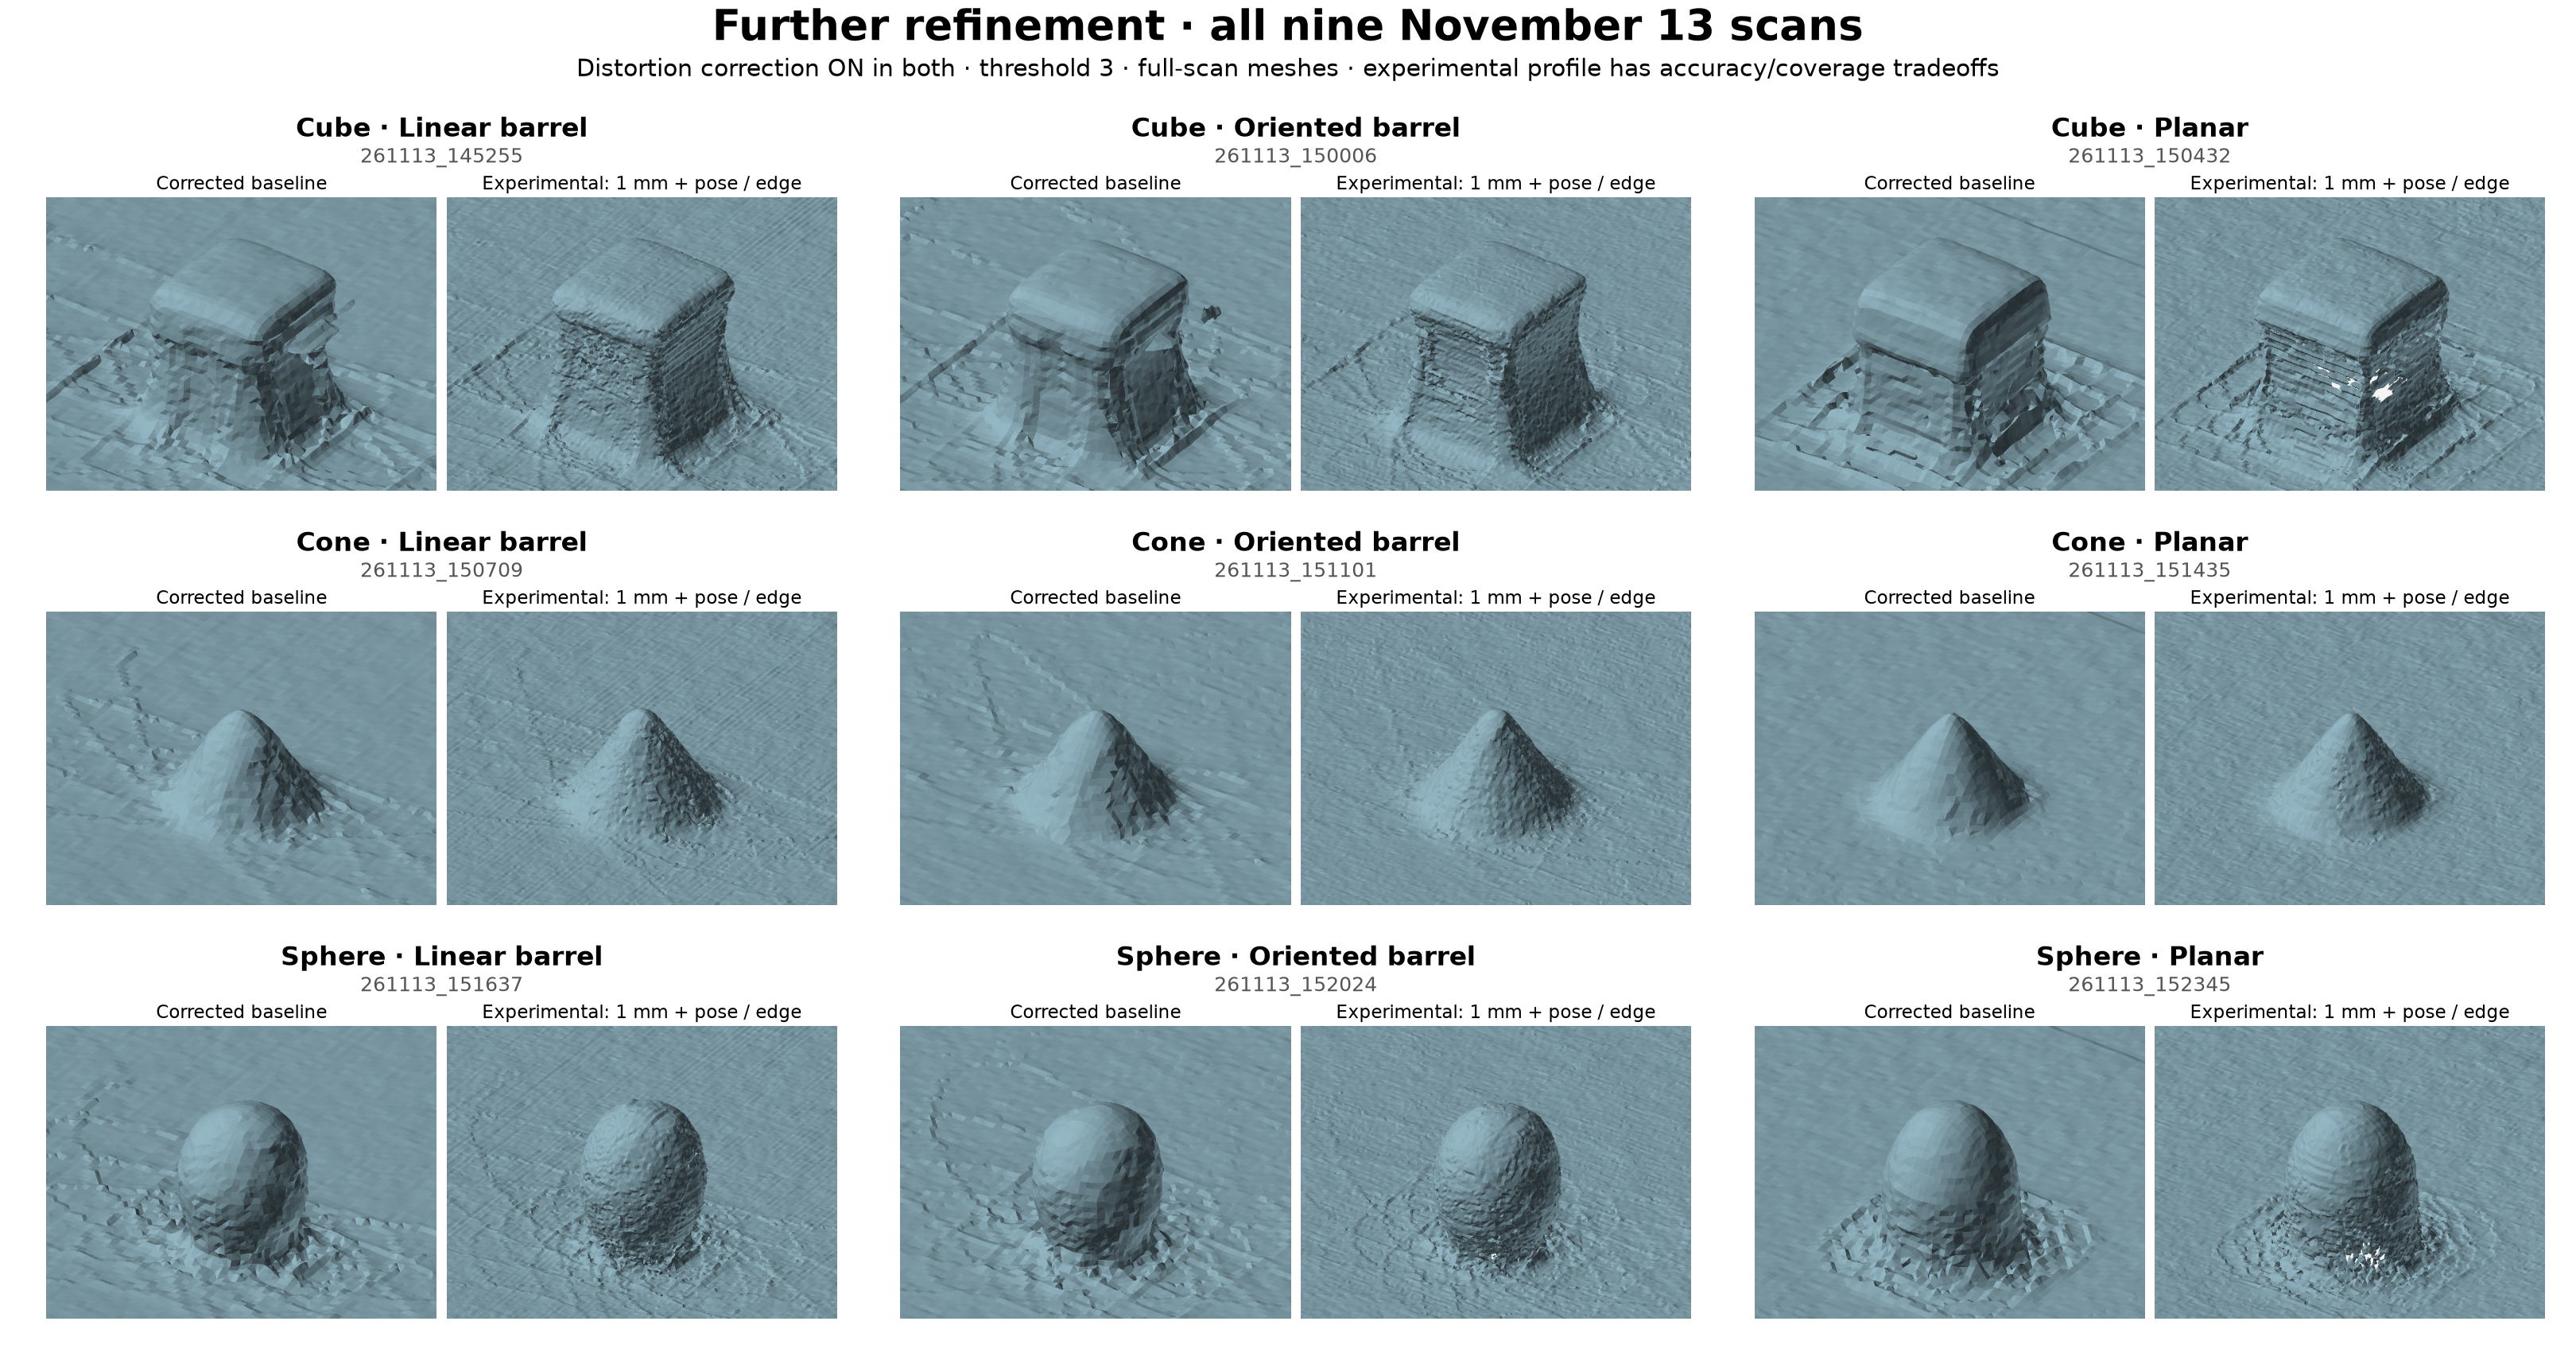 Further refinement · all nine November 13 scans
Distortion correction ON in both · threshold 3 · full-scan meshes · experimental profile has accuracy/coverage tradeoffs
Cube · Linear barrel
261113_145255
Corrected baseline
Experimental: 1 mm + pose / edge
Cube · Oriented barrel
261113_150006
Corrected baseline
Experimental: 1 mm + pose / edge
Cube · Planar
261113_150432
Corrected baseline
Experimental: 1 mm + pose / edge
Cone · Linear barrel
261113_150709
Corrected baseline
Experimental: 1 mm + pose / edge
Cone · Oriented barrel
261113_151101
Corrected baseline
Experimental: 1 mm + pose / edge
Cone · Planar
261113_151435
Corrected baseline
Experimental: 1 mm + pose / edge
Sphere · Linear barrel
261113_151637
Corrected baseline
Experimental: 1 mm + pose / edge
Sphere · Oriented barrel
261113_152024
Corrected baseline
Experimental: 1 mm + pose / edge
Sphere · Planar
261113_152345
Corrected baseline
Experimental: 1 mm + pose / edge